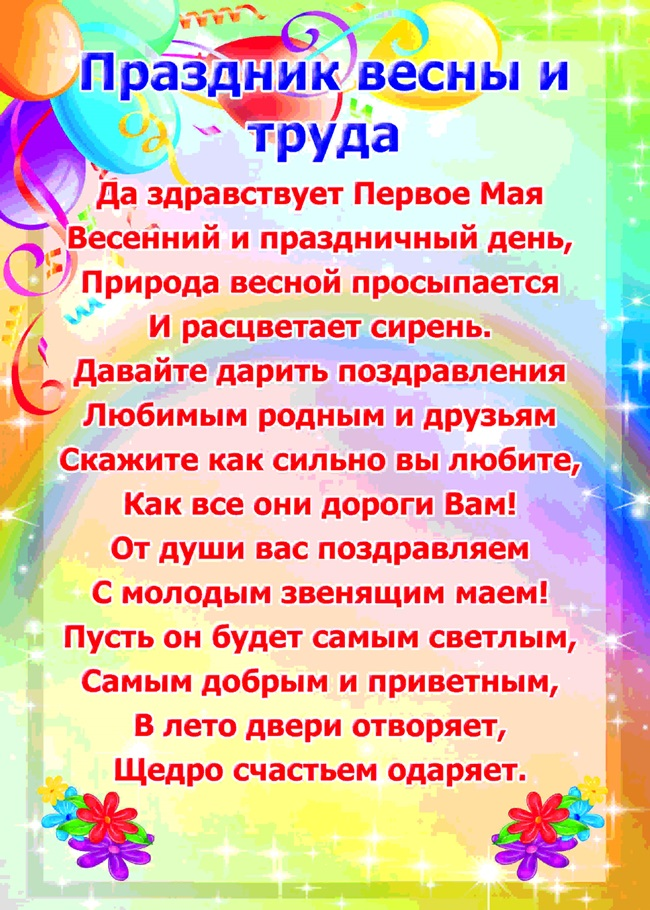 Праздник весны и
труда
Да здравствует Первое Мая
Весенний и праздничный день,
Природа весной просыпается
И расцветает сирень.
Давайте дарить поздравления
Любимым родным и друзьям
Скажите как сильно вы любите,
Как все они дороги Вам!
От души вас поздравляем
С молодым звенящим маем!
Пусть он будет самым светлым,
Самым добрым и приветным,
В лето двери отворяет,
Щедро счастьем одаряет.